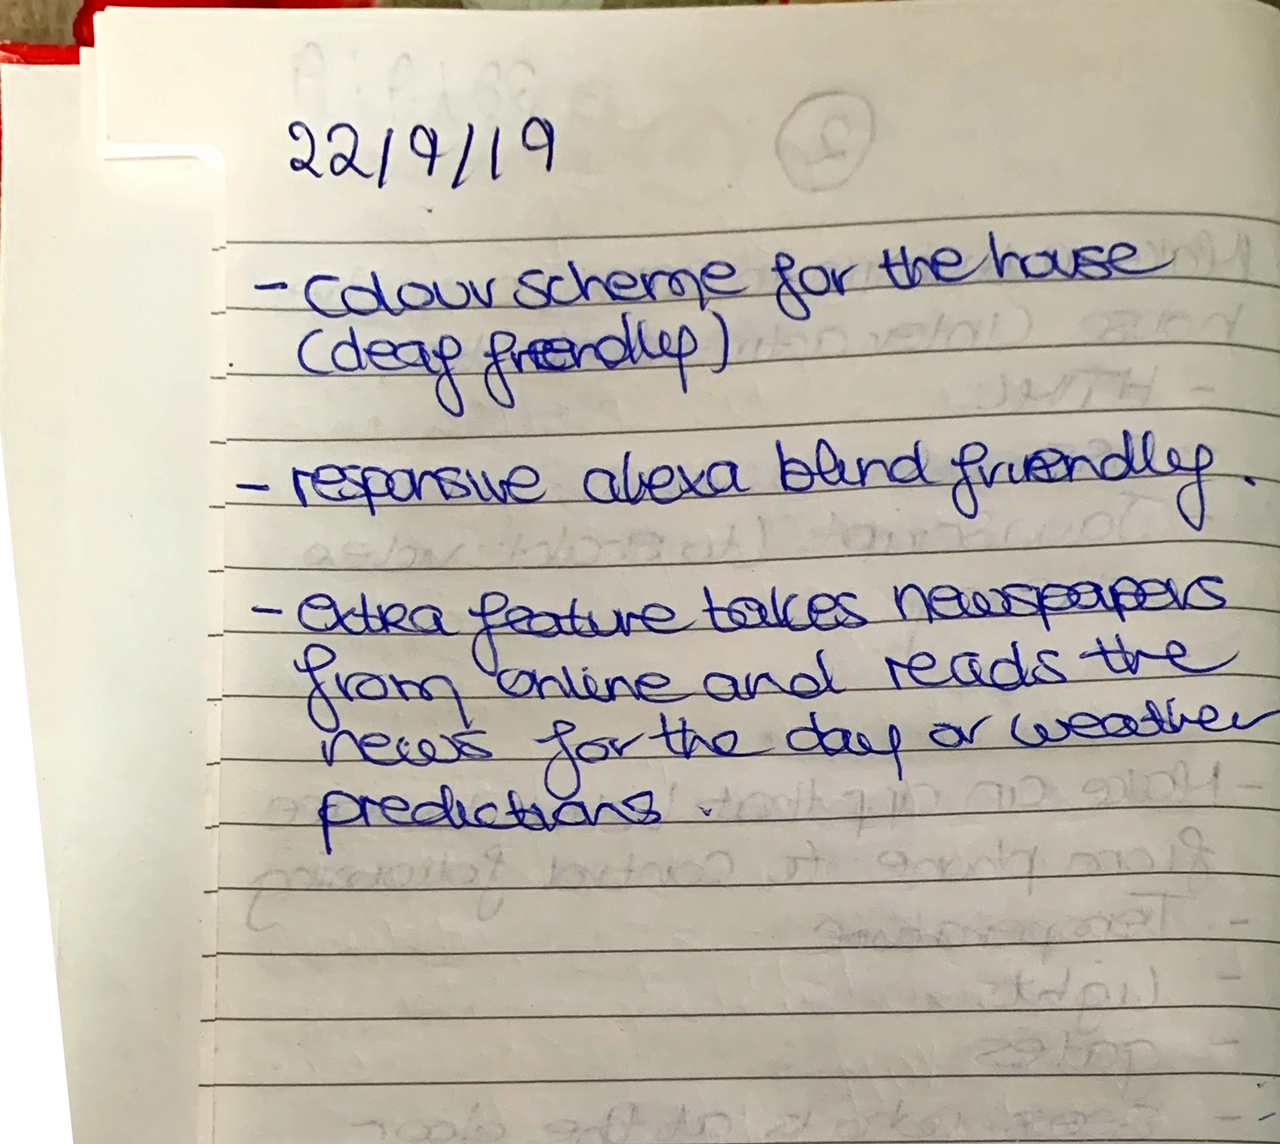 22/9/19
- Colour scheme for the house
(deaf friendly)
- responsive alexa blind friendly.
- extra feature takes newspapers
from online and reads the
news for the day or weather
predictions.